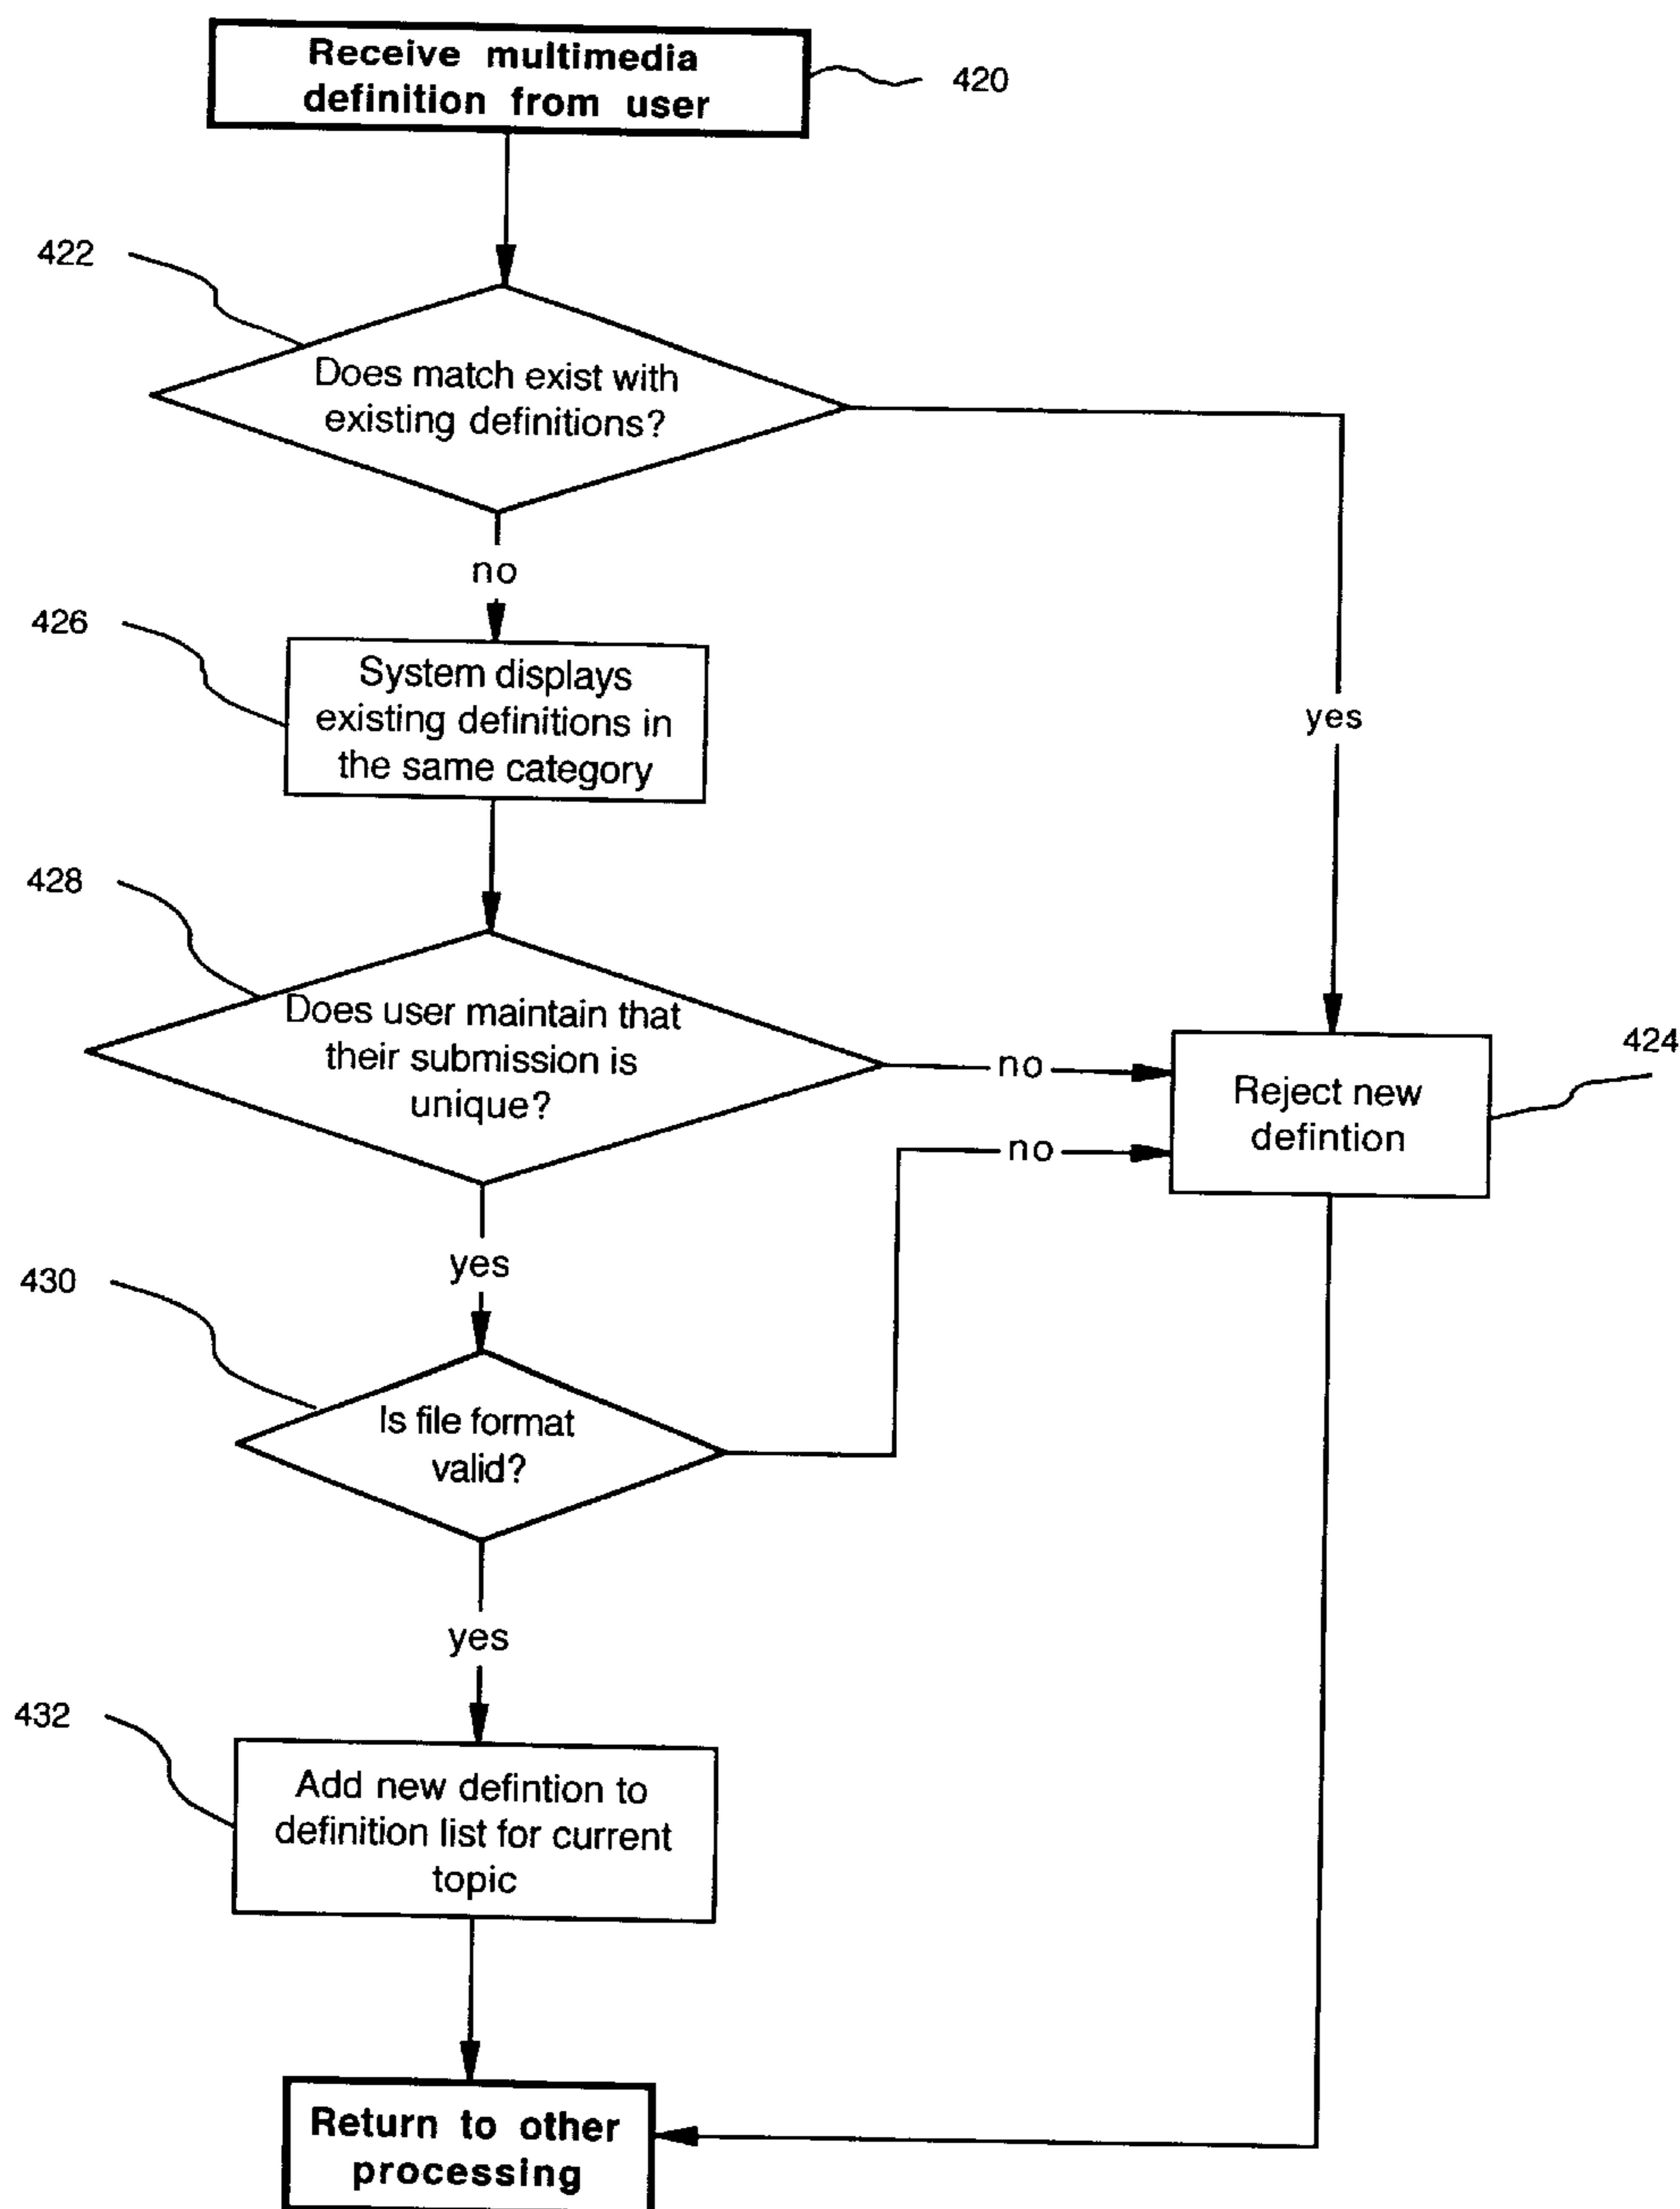 Receive multimedia
definition from user
420
422
Does match exist with
existing definitions?
no
yes
426
System displays
existing definitions in
the same category
428
Does user maintain that
their submission is
unique?
no
424
Reject new
defintion
no
yes
430
Is file format
valid?
yes
432
Add new defintion to
definition list for current
topic
Return to other
processing